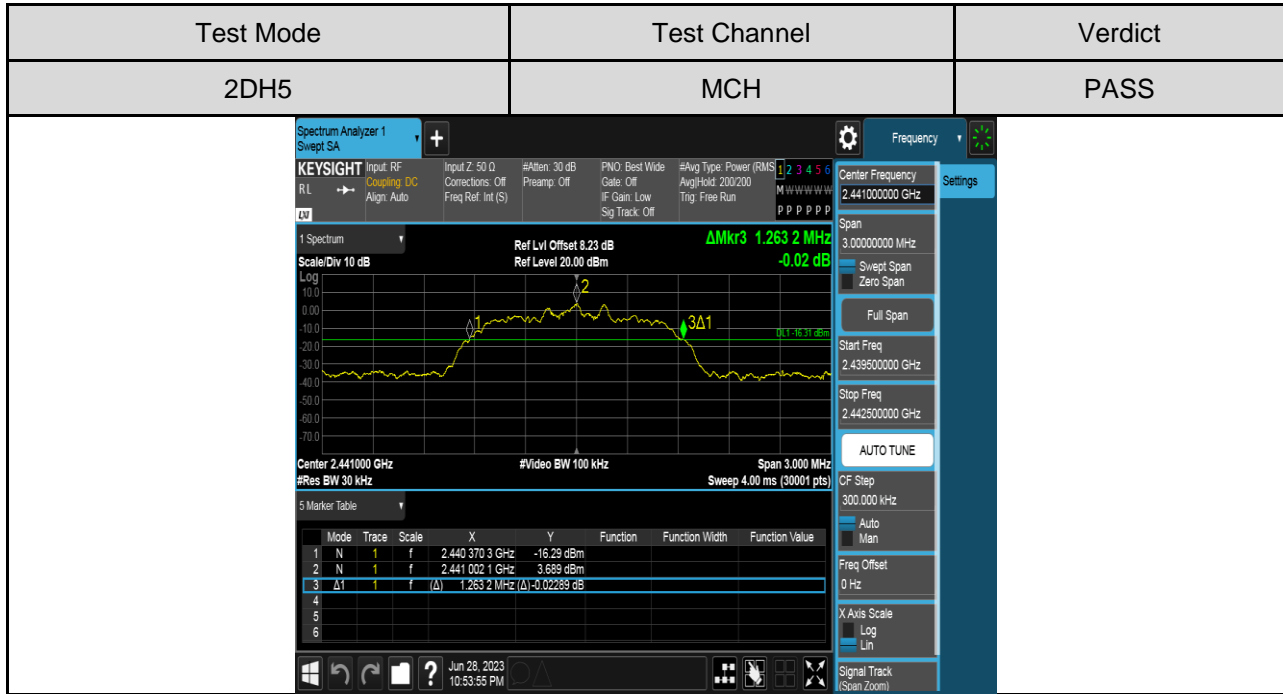 Test Mode Test Channel Verdict
2DH5 MCH PASS
Spectrum Analyzer 1
Swept SA
+
Frequency
KEYSIGHT Input: RF Input Z: 50 Ω #Atten: 30 dB PNO: Best Wide #Avg Type: Power (RMS 1 2 3 4 5 6
RL Coupling: DC Corrections: Off Preamp: Off Gate: Off Avg|Hold: 200/200 M W W W W W
Align: Auto Freq Ref: Int (S) IF Gain: Low Trig: Free Run
LXI Sig Track: Off P P P P P P
1 Spectrum Ref Lvl Offset 8.23 dB ΔMkr3 1.263 2 MHz
Scale/Div 10 dB Ref Level 20.00 dBm -0.02 dB
Log
10.0
0.00
-10.0
-20.0
-30.0
-40.0
-50.0
-60.0
-70.0
1
2
3Δ1
DL1 -16.31 dBm
Center 2.441000 GHz #Video BW 100 kHz Span 3.000 MHz
#Res BW 30 kHz Sweep 4.00 ms (30001 pts)
5 Marker Table
Mode Trace Scale X Y Function Function Width Function Value
1 N 1 f 2.440 370 3 GHz -16.29 dBm
2 N 1 f 2.441 002 1 GHz 3.689 dBm
3 Δ1 1 f (Δ) 1.263 2 MHz (Δ) -0.02289 dB
4
5
6
?
Jun 28, 2023
10:53:55 PM
Center Frequency
2.441000000 GHz
Settings
Span
3.00000000 MHz
Swept Span
Zero Span
Full Span
Start Freq
2.439500000 GHz
Stop Freq
2.442500000 GHz
AUTO TUNE
CF Step
300.000 kHz
Auto
Man
Freq Offset
0 Hz
X Axis Scale
Log
Lin
Signal Track
(Span Zoom)